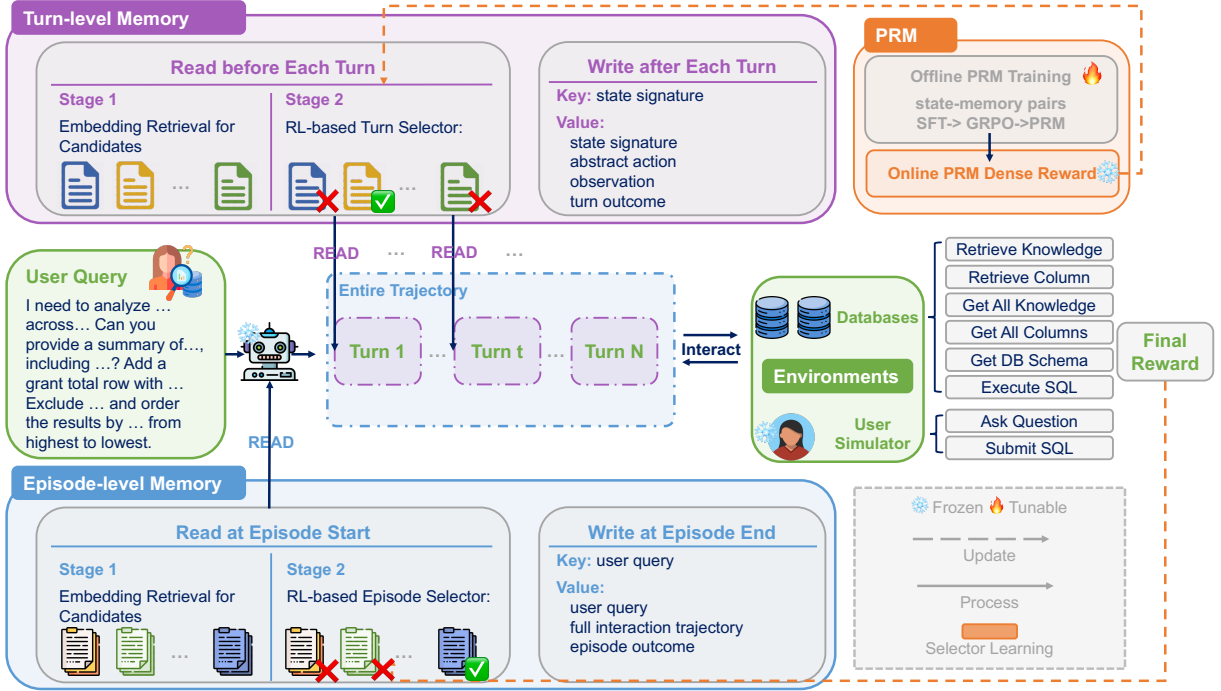 Turn-level Memory
Read before Each Turn
Stage 1
Embedding Retrieval for
Candidates
...
Stage 2
RL-based Turn Selector:
...
Write after Each Turn
Key: state signature
Value:
state signature
abstract action
observation
turn outcome
PRM
Offline PRM Training
state-memory pairs
SFT-> GRPO->PRM
Online PRM Dense Reward
READ ... READ ...
User Query
I need to analyze …
across… Can you
provide a summary of…,
including …? Add a
grant total row with …
Exclude … and order
the results by … from
highest to lowest.
READ
Entire Trajectory
Turn 1 ... Turn t ... Turn N
Interact
Databases
Environments
User
Simulator
Retrieve Knowledge
Retrieve Column
Get All Knowledge
Get All Columns
Get DB Schema
Execute SQL
Ask Question
Submit SQL
Final
Reward
Episode-level Memory
Read at Episode Start
Stage 1
Embedding Retrieval for
Candidates
...
Stage 2
RL-based Episode Selector:
...
Write at Episode End
Key: user query
Value:
user query
full interaction trajectory
episode outcome
Frozen Tunable
Update
Process
Selector Learning